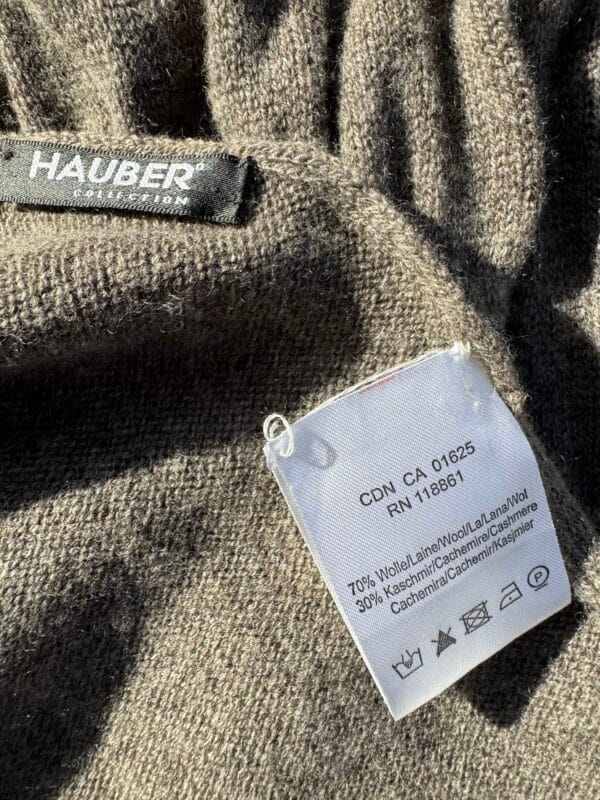 HAUBER
COLLECTION
CDN CA 01625
RN 118861
70% Wolle/Laine/Wool/La/Lana/Wol
30% Kaschmir/Cachemire/Cashmere
Cachemira/Cachemir/Kasjmier
P